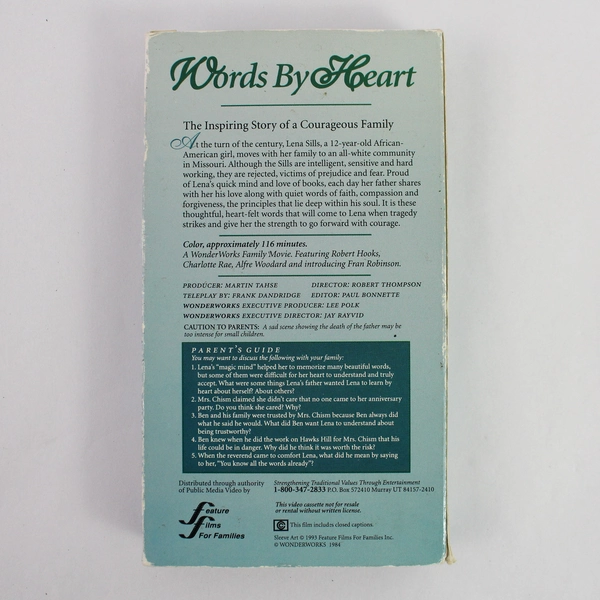 Words By Heart
The Inspiring Story of a Courageous Family
At the turn of the century, Lena Sills, a 12-year-old African-
American girl, moves with her family to an all-white community
in Missouri. Although the Sills are intelligent, sensitive and hard
working, they are rejected, victims of prejudice and fear. Proud
of Lena's quick mind and love of books, each day her father shares
with her his love along with quiet words of faith, compassion and
forgiveness, the principles that lie deep within his soul. It is these
thoughtful, heart-felt words that will come to Lena when tragedy
strikes and give her the strength to go forward with courage.
Color, approximately 116 minutes.
A WonderWorks Family Movie. Featuring Robert Hooks,
Charlotte Rae, Alfre Woodard and introducing Fran Robinson.
PRODUCER: MARTIN TAHSE DIRECTOR: ROBERT THOMPSON
TELEPLAY BY: FRANK DANDRIDGE EDITOR: PAUL BONNETTE
WONDERWORKS EXECUTIVE PRODUCER: LEE POLK
WONDERWORKS EXECUTIVE DIRECTOR: JAY RAYVID
CAUTION TO PARENTS: A sad scene showing the death of the father may be
too intense for small children.
PARENT'S GUIDE
You may want to discuss the following with your family:
1. Lena's "magic mind" helped her to memorize many beautiful words,
but some of them were difficult for her heart to understand and truly
accept. What were some things Lena's father wanted Lena to learn by
heart about herself? About others?
2. Mrs. Chism claimed she didn't care that no one came to her anniversary
party. Do you think she cared? Why?
3. Ben and his family were trusted by Mrs. Chism because Ben always did
what he said he would. What did Ben want Lena to understand about
being trustworthy?
4. Ben knew when he did the work on Hawks Hill for Mrs. Chism that his
life could be in danger. Why did he think it was worth the risk?
5. When the reverend came to comfort Lena, what did he mean by saying
to her, "You know all the words already"?
Distributed through authority
of Public Media Video by
Feature
Films
For Families
Strengthening Traditional Values Through Entertainment
1-800-347-2833 P.O. Box 572410 Murray UT 84157-2410
This video cassette not for resale
or rental without written license.
CC This film includes closed captions
Sleeve Art © 1993 Feature Films For Families Inc.
© WONDERWORKS 1984